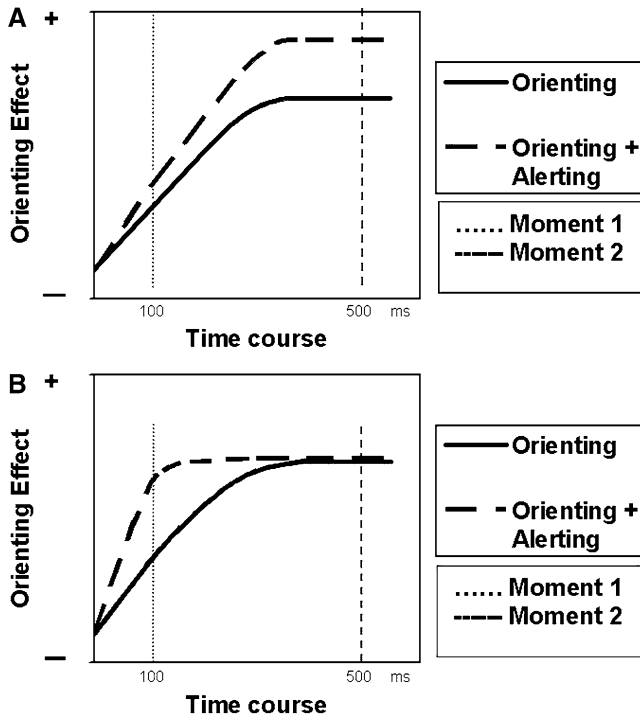 A
+
Orienting Effect
—
100
500 ms
Time course
Orienting
Orienting +
Alerting
Moment 1
Moment 2
B
+
Orienting Effect
—
100
500 ms
Time course
Orienting
Orienting +
Alerting
Moment 1
Moment 2